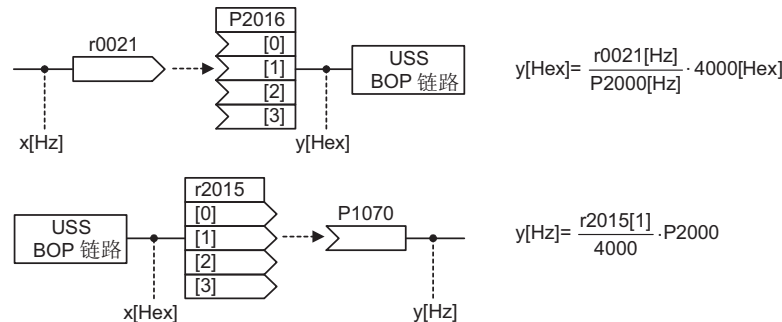 P2016
r0021
[0]
[1]
[2]
[3]
USS
BOP 链路
x[Hz]
y[Hex]
y[Hex]= r0021[Hz] / P2000[Hz] · 4000[Hex]
r2015
[0]
[1]
[2]
[3]
USS
BOP 链路
P1070
x[Hex]
y[Hz]
y[Hz]= r2015[1] / 4000 · P2000